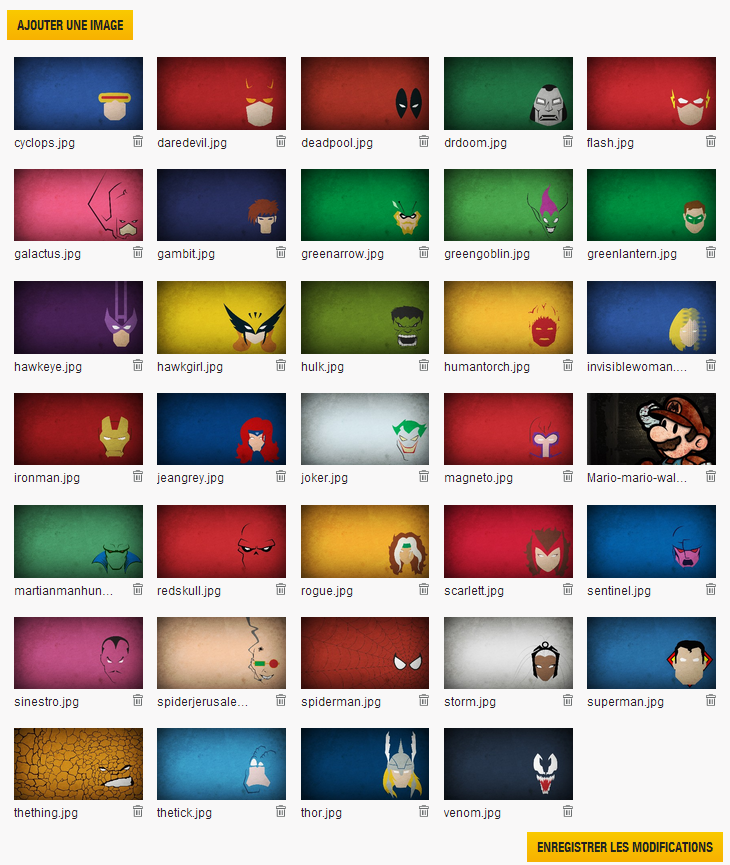 AJOUTER UNE IMAGE
cyclops.jpg daredevil.jpg deadpool.jpg drdoom.jpg flash.jpg
galactus.jpg gambit.jpg greenarrow.jpg greengoblin.jpg greenlantern.jpg
hawkeye.jpg hawkgirl.jpg hulk.jpg humantorch.jpg invisiblewoman....
ironman.jpg jeangrey.jpg joker.jpg magneto.jpg Mario-mario-wal...
martianmanhun... redskull.jpg rogue.jpg scarlett.jpg sentinel.jpg
sinestro.jpg spiderjerusale... spiderman.jpg storm.jpg superman.jpg
thething.jpg thetick.jpg thor.jpg venom.jpg
ENREGISTRER LES MODIFICATIONS